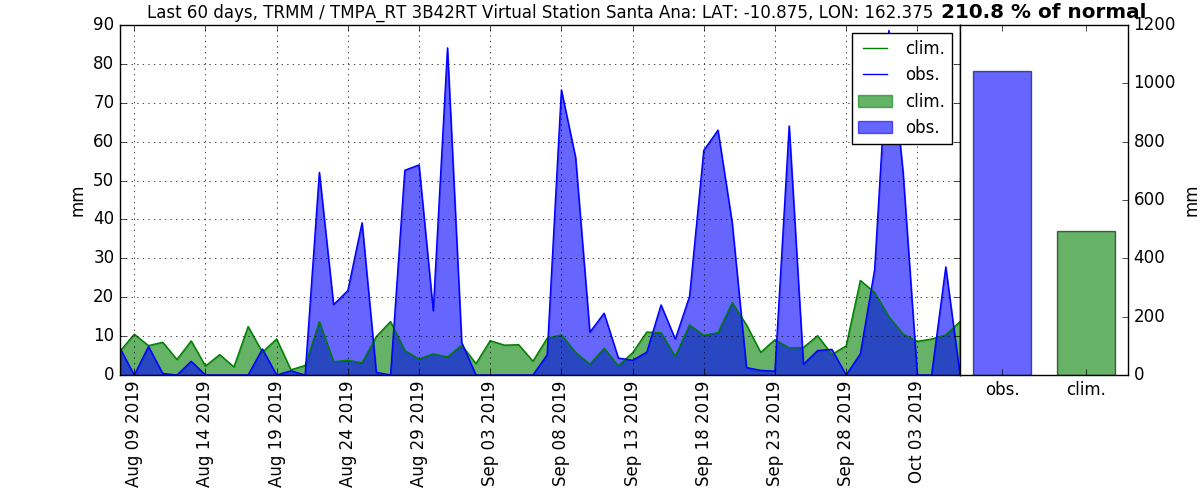 Last 60 days, TRMM / TMPA_RT 3B42RT Virtual Station Santa Ana: LAT: -10.875, LON: 162.375 210.8 % of normal
90
80
70
60
50
40
30
20
10
0
mm
clim.
obs.
clim.
obs.
1200
1000
800
600
400
200
0
mm
Aug 09 2019
Aug 14 2019
Aug 19 2019
Aug 24 2019
Aug 29 2019
Sep 03 2019
Sep 08 2019
Sep 13 2019
Sep 18 2019
Sep 23 2019
Sep 28 2019
Oct 03 2019
obs.
clim.